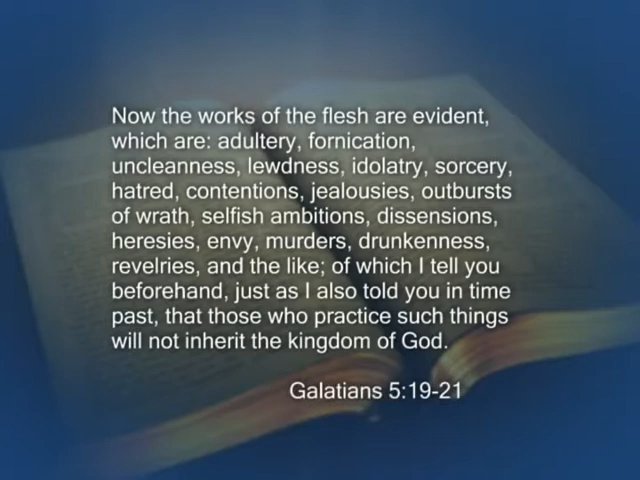 Now the works of the flesh are evident,
which are: adultery, fornication,
uncleanness, lewdness, idolatry, sorcery,
hatred, contentions, jealousies, outbursts
of wrath, selfish ambitions, dissensions,
heresies, envy, murders, drunkenness,
revelries, and the like; of which I tell you
beforehand, just as I also told you in time
past, that those who practice such things
will not inherit the kingdom of God.
Galatians 5:19-21